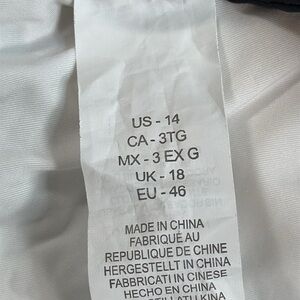 US - 14
CA - 3TG
MX - 3 EX G
UK - 18
EU - 46
MADE IN CHINA
FABRIQUÉ AU
REPUBLIQUE DE CHINE
HERGESTELLT IN CHINA
FABBRICATI IN CINESE
HECHO EN CHINA